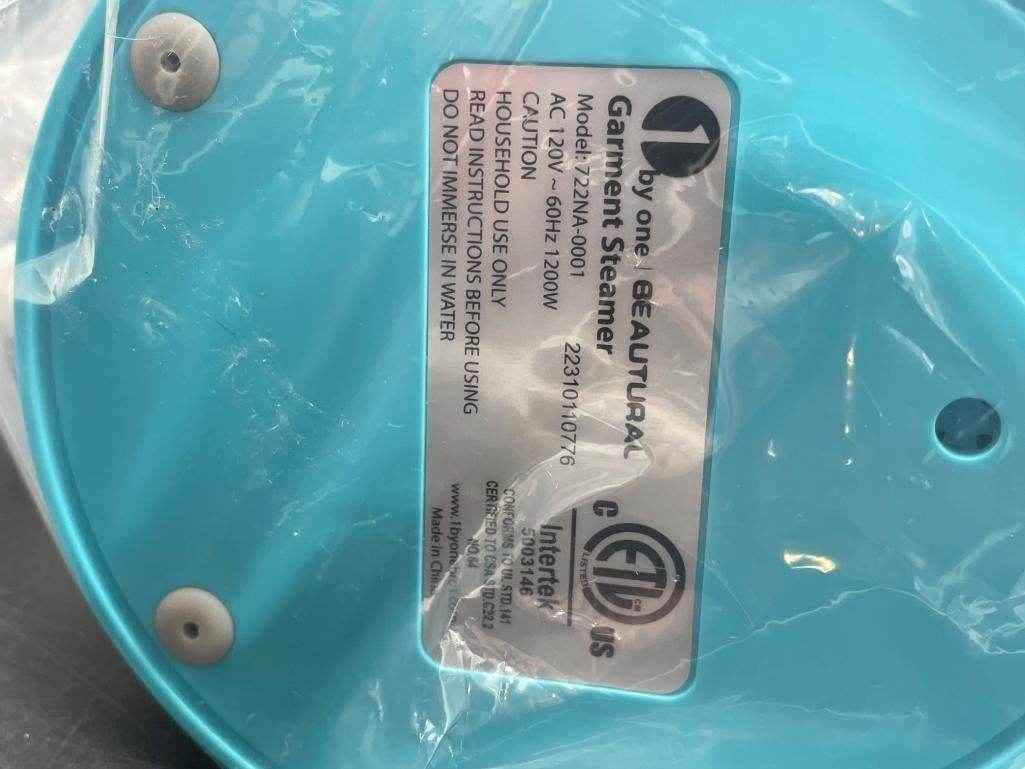 1 by one | BEAUTURAL
Garment Steamer
Model: 722NA-0001
AC 120V ~ 60Hz 1200W
22310110776
CAUTION
HOUSEHOLD USE ONLY
READ INSTRUCTIONS BEFORE USING
DO NOT IMMERSE IN WATER
C ETL US
CM
LISTED
Intertek
5003146
CONFORMS TO UL STD.141
CERTIFIED TO CSA STD.C22.2
NO.64
Made in China